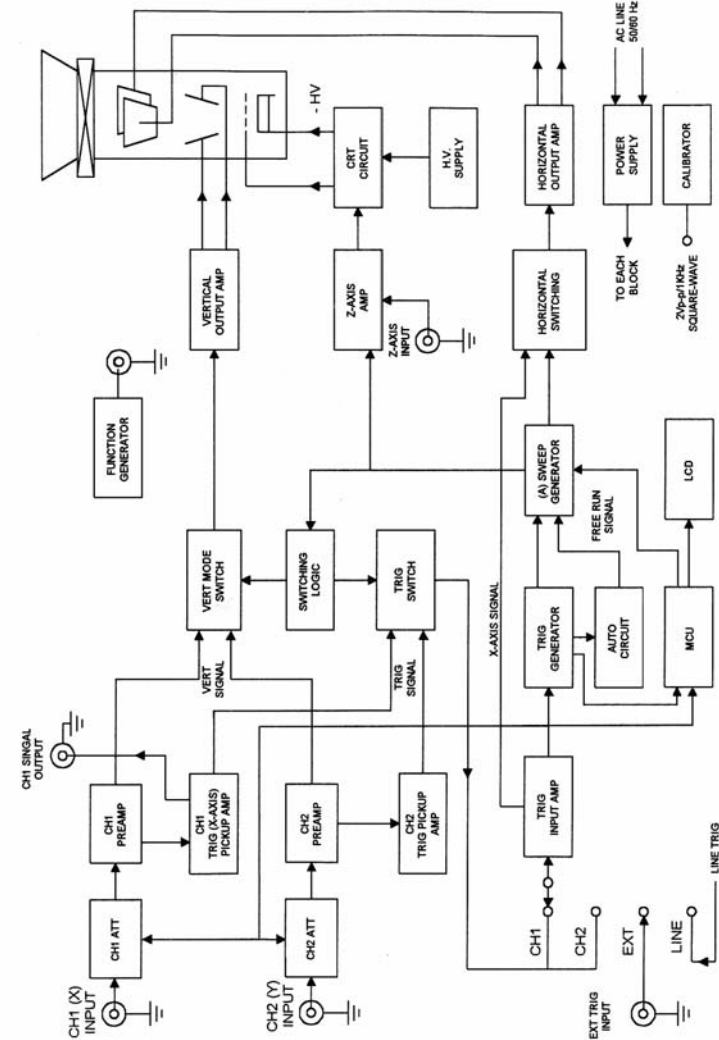 CH1 (X)
INPUT
CH1 ATT
CH1
PREAMP
CH1 SINGAL
OUTPUT
CH1
TRIG (X-AXIS)
PICKUP AMP
CH2 (Y)
INPUT
CH2 ATT
CH2
PREAMP
CH2
TRIG PICKUP
AMP
VERT
SIGNAL
TRIG
SIGNAL
VERT MODE
SWITCH
SWITCHING
LOGIC
TRIG
SWITCH
FUNCTION
GENERATOR
VERTICAL
OUTPUT AMP
Z-AXIS
AMP
Z-AXIS
INPUT
CRT
CIRCUIT
- HV
H.V.
SUPPLY
EXT TRIG
INPUT
CH1
CH2
EXT
LINE
LINE TRIG
TRIG
INPUT AMP
X-AXIS SIGNAL
TRIG
GENERATOR
AUTO
CIRCUIT
MCU
FREE RUN
SIGNAL
(A) SWEEP
GENERATOR
LCD
HORIZONTAL
SWITCHING
HORIZONTAL
OUTPUT AMP
TO EACH
BLOCK
POWER
SUPPLY
AC LINE
50/60 Hz
2Vp-p/1KHz
SQUARE-WAVE
CALIBRATOR